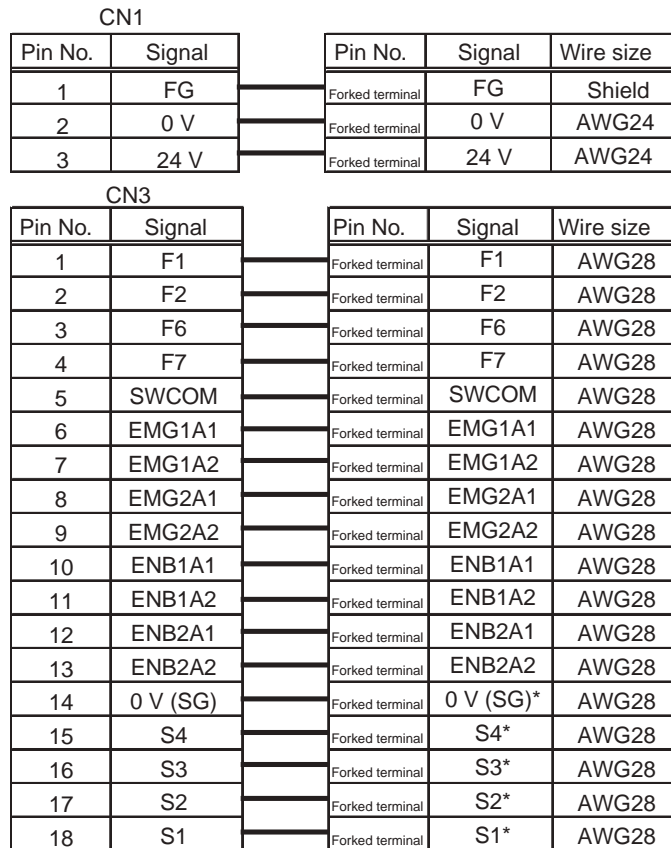 CN1
Pin No. Signal Pin No. Signal Wire size
1 FG Forked terminal FG Shield
2 0 V Forked terminal 0 V AWG24
3 24 V Forked terminal 24 V AWG24
CN3
Pin No. Signal Pin No. Signal Wire size
1 F1 Forked terminal F1 AWG28
2 F2 Forked terminal F2 AWG28
3 F6 Forked terminal F6 AWG28
4 F7 Forked terminal F7 AWG28
5 SWCOM Forked terminal SWCOM AWG28
6 EMG1A1 Forked terminal EMG1A1 AWG28
7 EMG1A2 Forked terminal EMG1A2 AWG28
8 EMG2A1 Forked terminal EMG2A1 AWG28
9 EMG2A2 Forked terminal EMG2A2 AWG28
10 ENB1A1 Forked terminal ENB1A1 AWG28
11 ENB1A2 Forked terminal ENB1A2 AWG28
12 ENB2A1 Forked terminal ENB2A1 AWG28
13 ENB2A2 Forked terminal ENB2A2 AWG28
14 0 V (SG) Forked terminal 0 V (SG)* AWG28
15 S4 Forked terminal S4* AWG28
16 S3 Forked terminal S3* AWG28
17 S2 Forked terminal S2* AWG28
18 S1 Forked terminal S1* AWG28